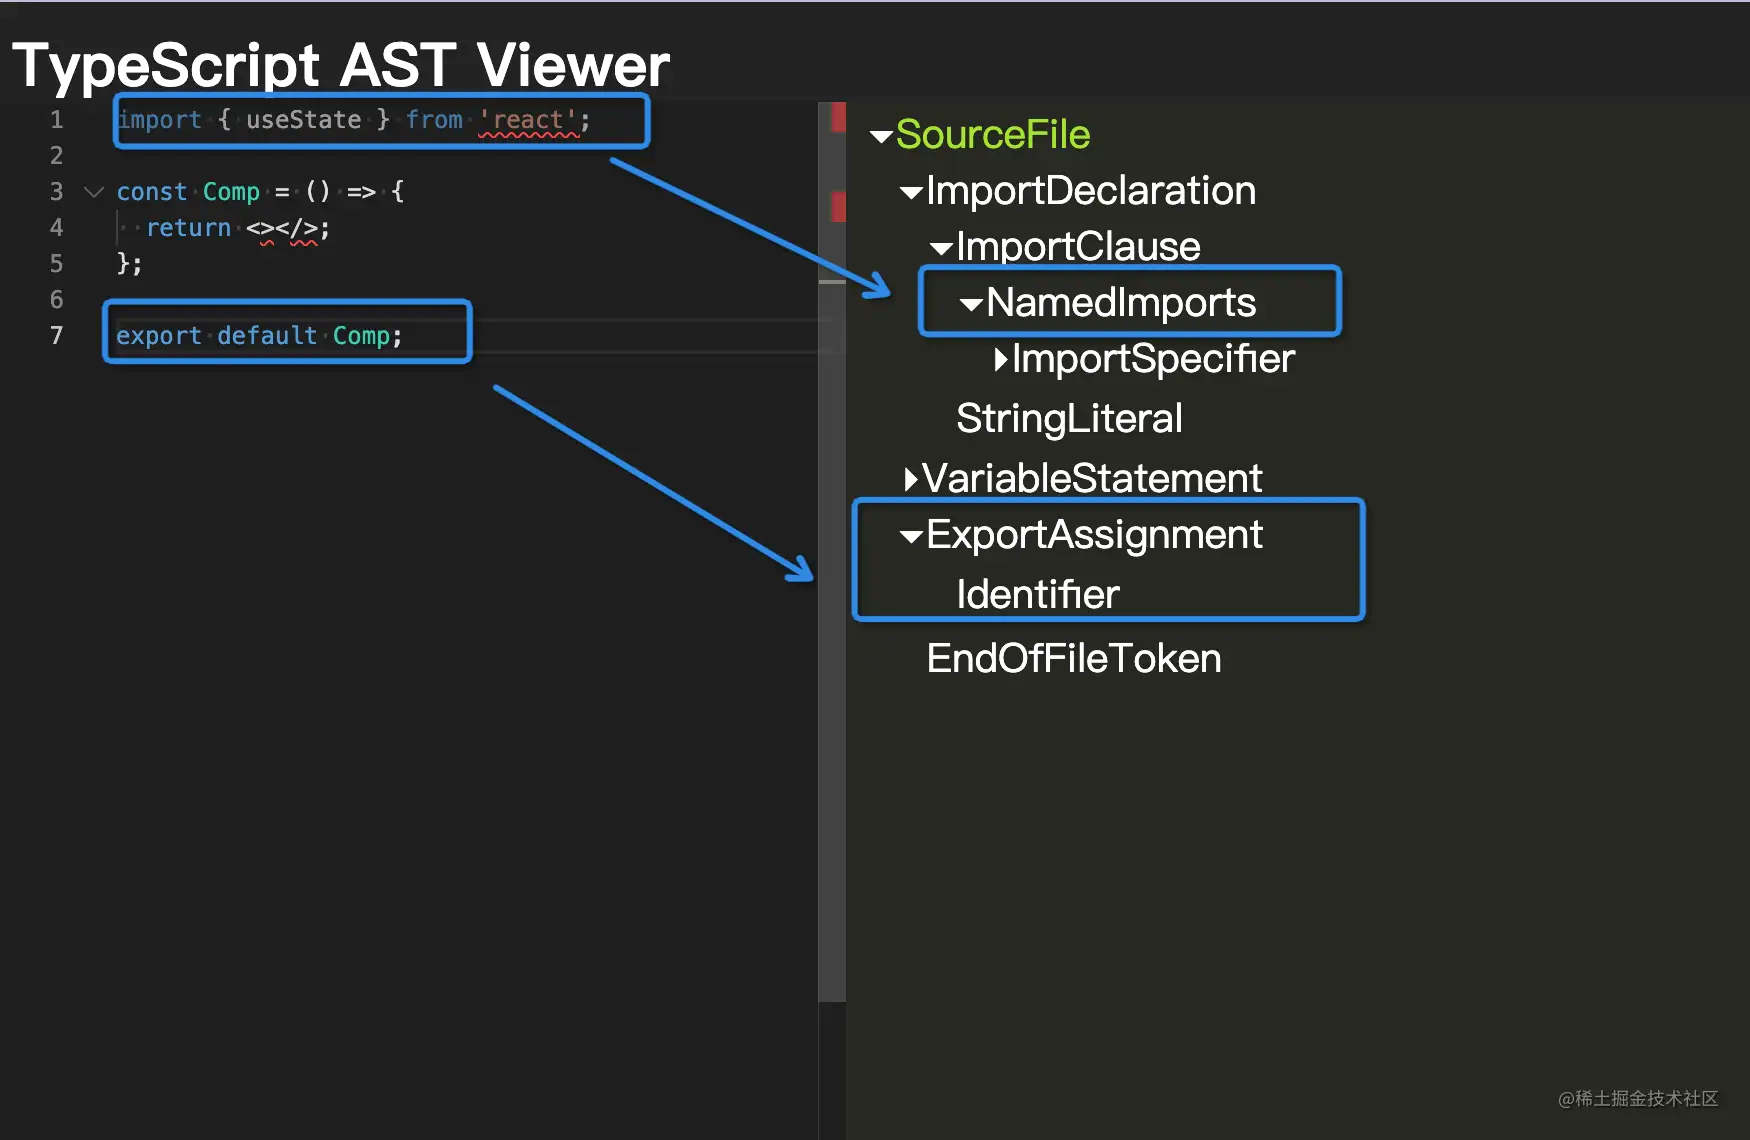 TypeScript AST Viewer
1 import { useState } from 'react';
2
3 const Comp = () => {
4 return <></>;
5 };
6
7 export default Comp;
SourceFile
ImportDeclaration
ImportClause
NamedImports
ImportSpecifier
StringLiteral
VariableStatement
ExportAssignment
Identifier
EndOfFileToken
@稀土掘金技术社区